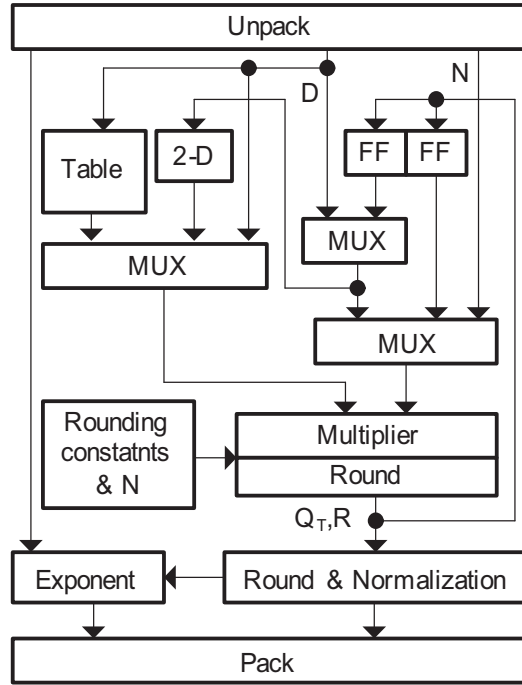 Unpack
D
N
Table
2-D
FF
FF
MUX
MUX
MUX
Rounding
constatnts
& N
Multiplier
Round
Q_T,R
Exponent
Round & Normalization
Pack